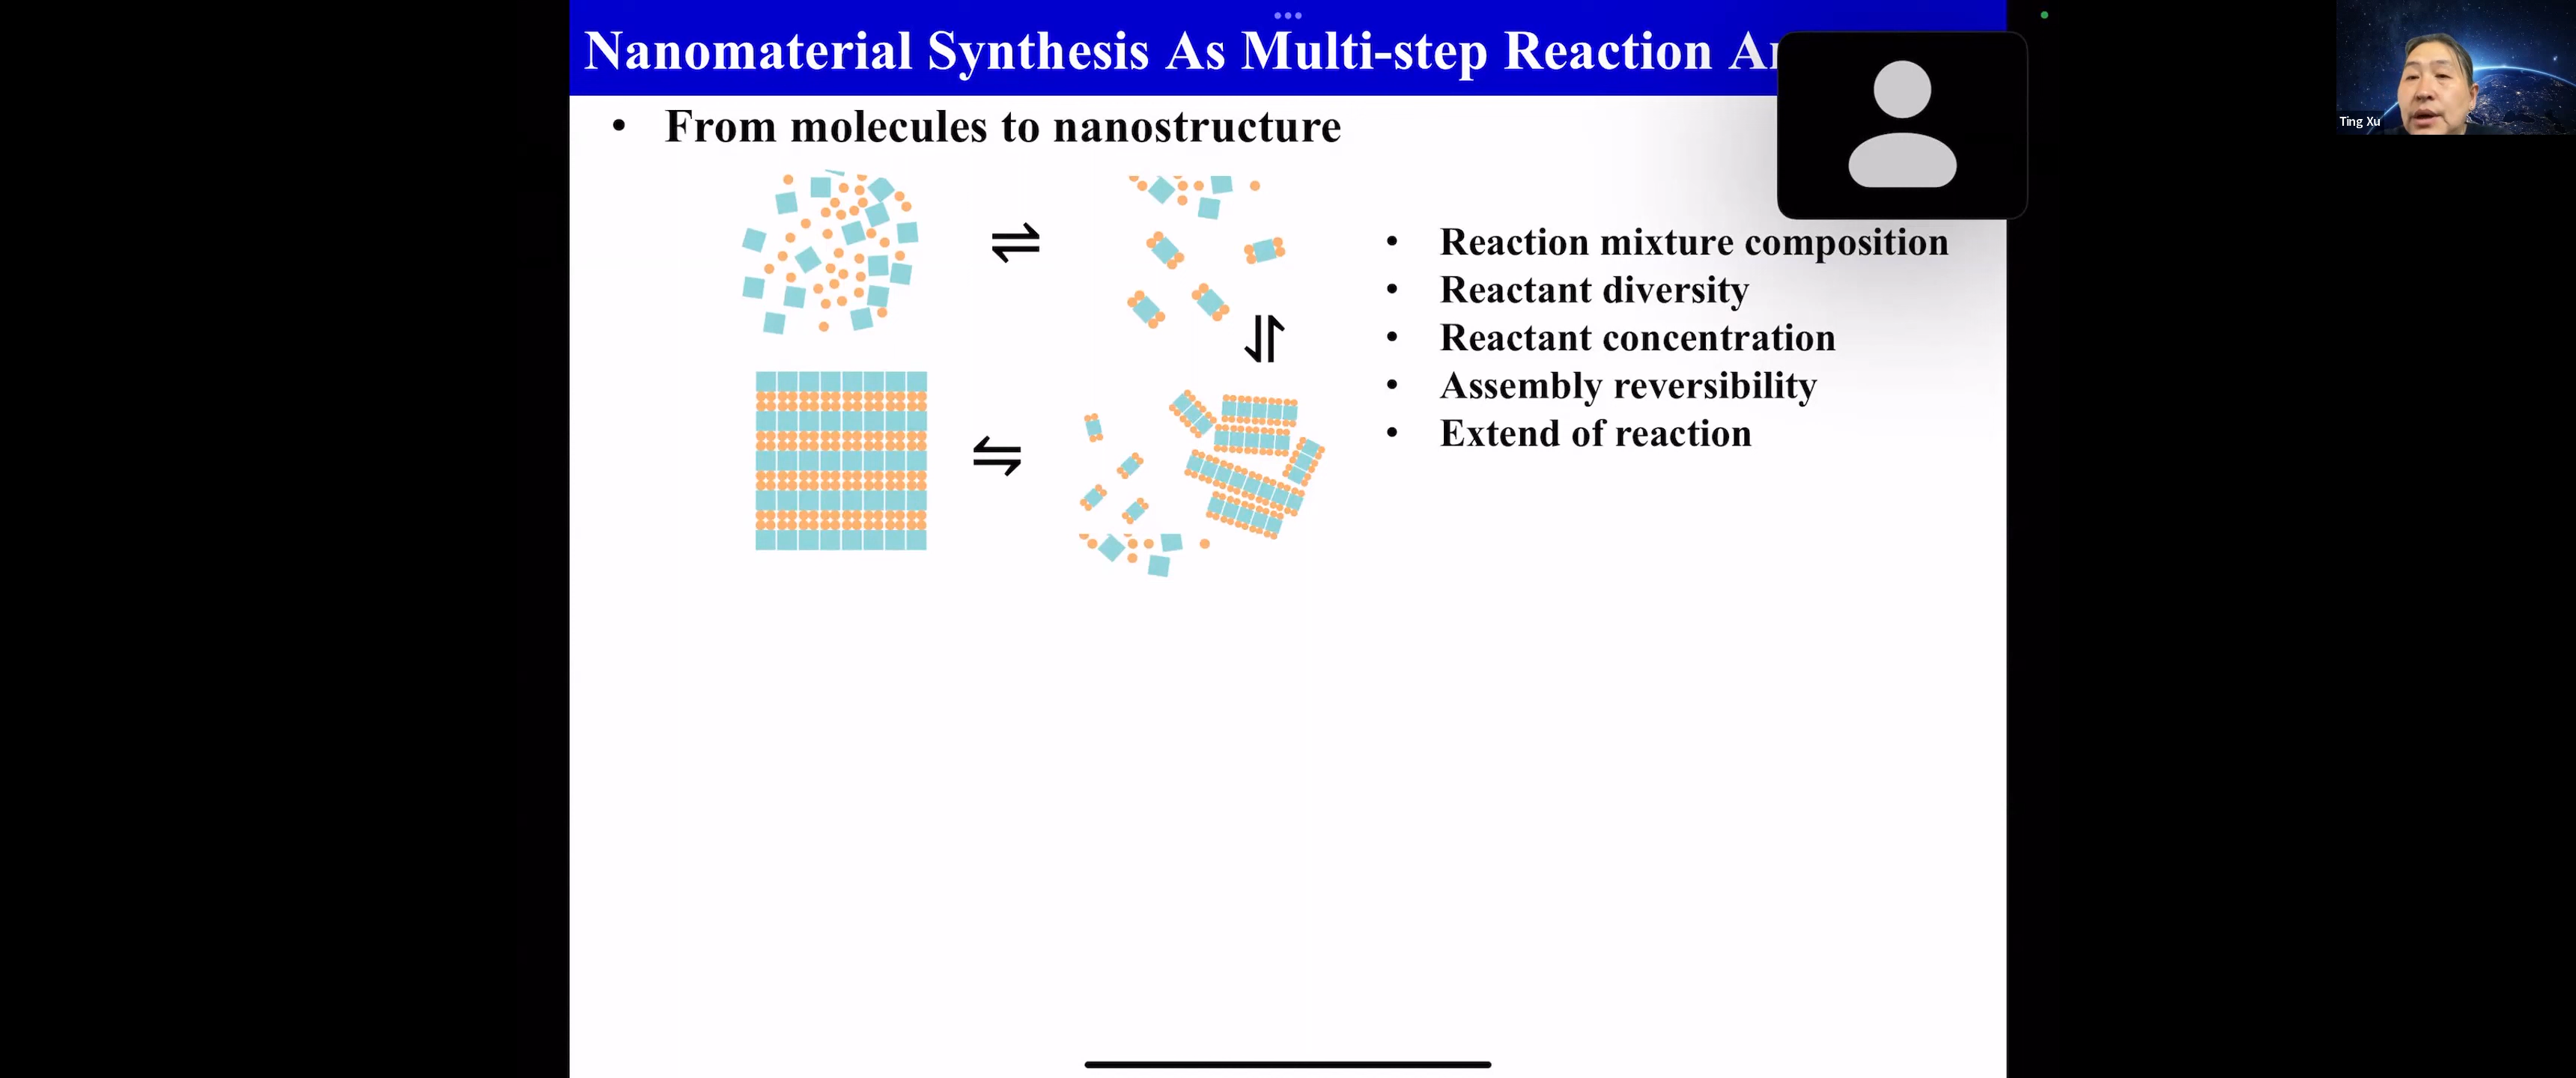 Nanomaterial Synthesis As Multi-step Reaction
• From molecules to nanostructure
• Reaction mixture composition
• Reactant diversity
• Reactant concentration
• Assembly reversibility
• Extend of reaction
Ting Xu